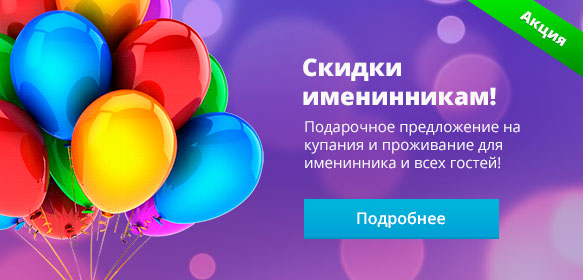 Акция
Скидки
именинникам!
Подарочное предложение на
купания и проживание для
именинника и всех гостей!
Подробнее